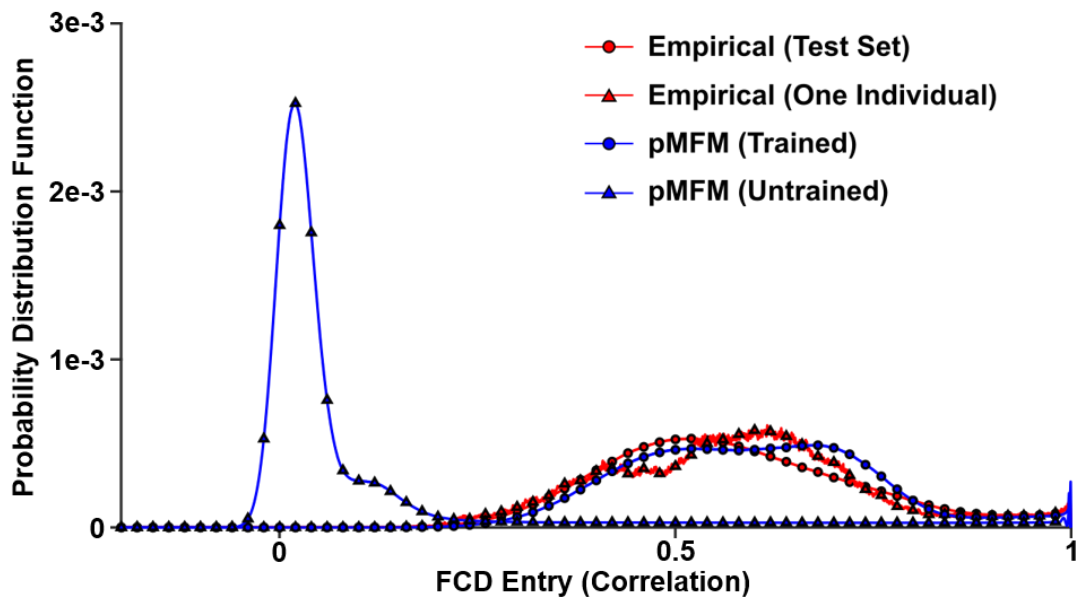 3e-3
Empirical (Test Set)
Empirical (One Individual)
pMFM (Trained)
pMFM (Untrained)
2e-3
1e-3
0
Probability Distribution Function
0 0.5 1
FCD Entry (Correlation)